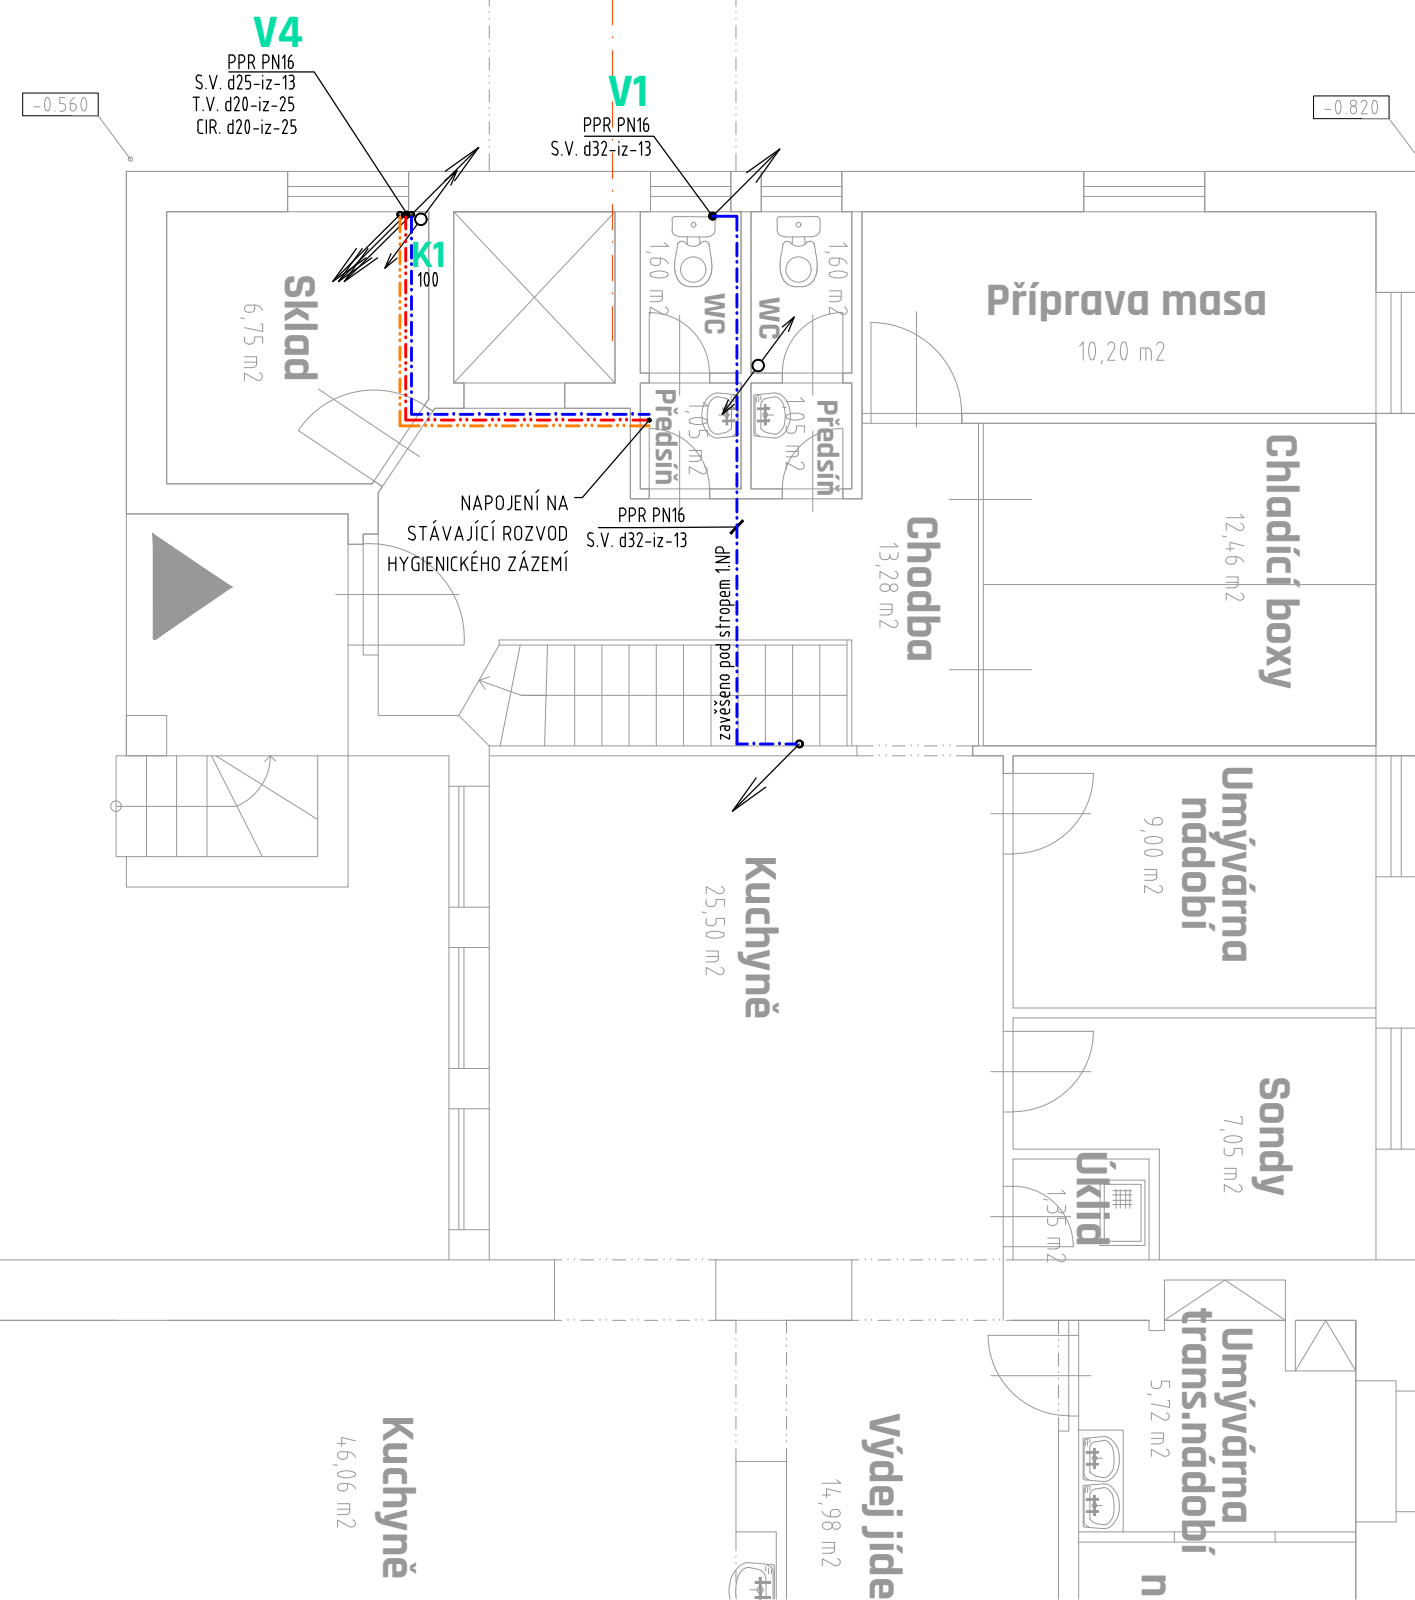 V4
PPR PN16
S.V. d25-iz-13
T.V. d20-iz-25
CIR. d20-iz-25
-0.560
V1
PPR PN16
S.V. d32-iz-13
-0.820
K1
100
Sklad
6,75 m2
1,60 m2
WC
WC
1,60 m2
Příprava masa
10,20 m2
Předsíň
1,05 m2
1,05 m2
Předsíň
NAPOJENÍ NA
STÁVAJÍCÍ ROZVOD
HYGIENICKÉHO ZÁZEMÍ
PPR PN16
S.V. d32-iz-13
zavěšeno pod stropem 1.NP
Chodba
13,28 m2
Chladící boxy
12,46 m2
Umývárna
nádobí
9,00 m2
Kuchyně
25,50 m2
Sondy
7,05 m2
Úklid
1,35 m2
Umývárna
trans.nádobí
5,72 m2
Kuchyně
46,06 m2
Výdej jíde
14,98 m2
n